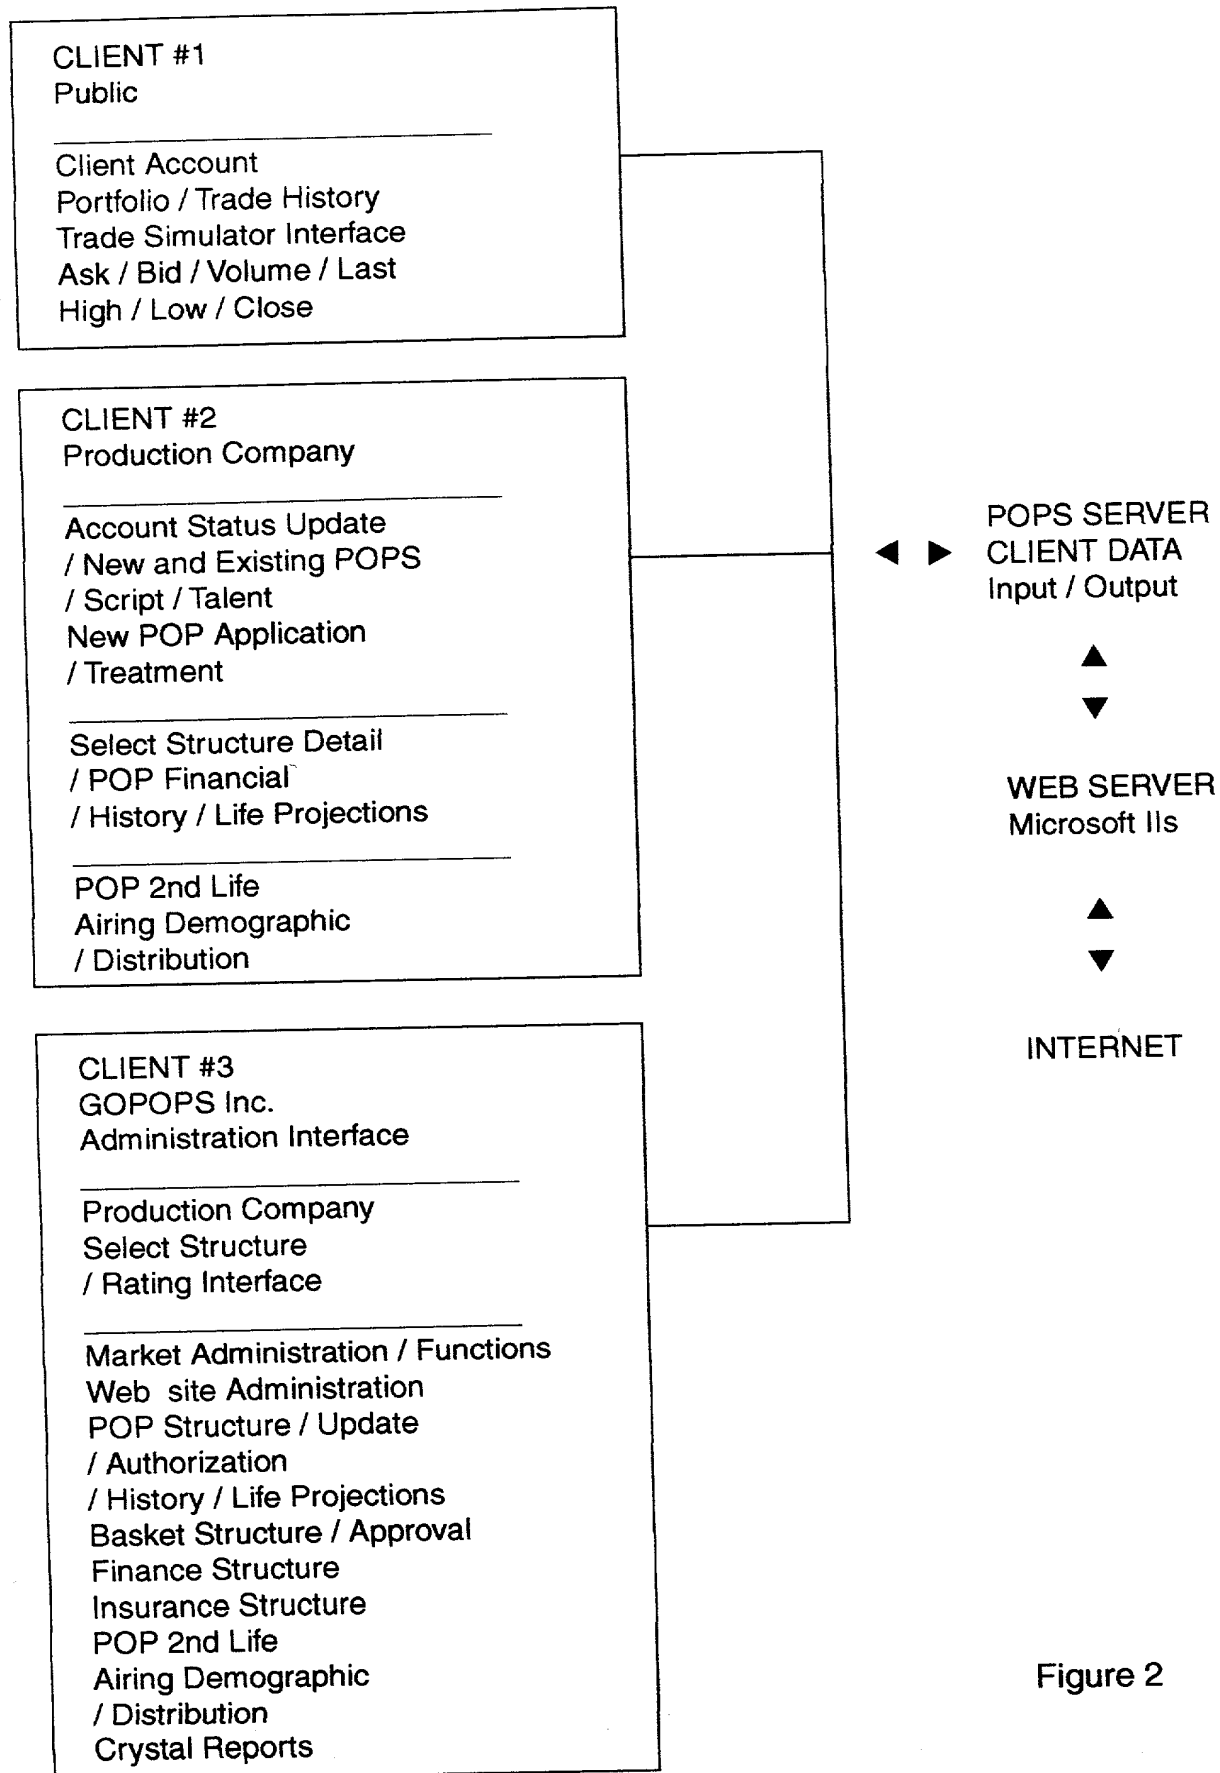 CLIENT #1
Public
Client Account
Portfolio / Trade History
Trade Simulator Interface
Ask / Bid / Volume / Last
High / Low / Close
CLIENT #2
Production Company
Account Status Update
/ New and Existing POPS
/ Script / Talent
New POP Application
/ Treatment
Select Structure Detail
/ POP Financial
/ History / Life Projections
POP 2nd Life
Airing Demographic
/ Distribution
CLIENT #3
GOPOPS Inc.
Administration Interface
Production Company
Select Structure
/ Rating Interface
Market Administration / Functions
Web site Administration
POP Structure / Update
/ Authorization
/ History / Life Projections
Basket Structure / Approval
Finance Structure
Insurance Structure
POP 2nd Life
Airing Demographic
/ Distribution
Crystal Reports
POPS SERVER
CLIENT DATA
Input / Output
WEB SERVER
Microsoft IIs
INTERNET
Figure 2